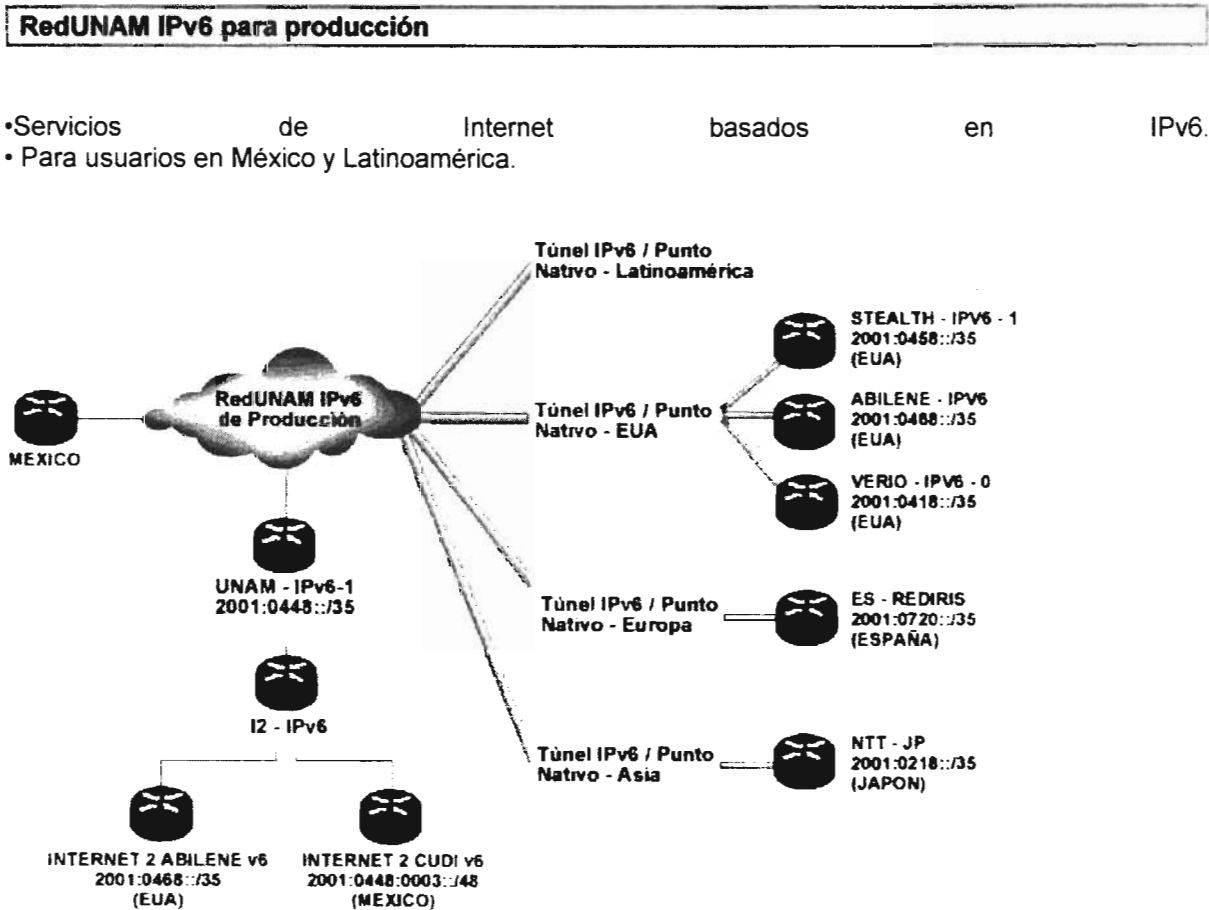 RedUNAM IPv6 para producción
•Servicios de Internet basados en IPv6.
• Para usuarios en México y Latinoamérica.
Túnel IPv6 / Punto
Nativo - Latinoamérica
STEALTH - IPV6 - 1
2001:0458::/35
(EUA)
RedUNAM IPv6
de Producción
MEXICO
Túnel IPv6 / Punto
Nativo - EUA
ABILENE - IPV6
2001:0468::/35
(EUA)
VERIO - IPV6 - 0
2001:0418::/35
(EUA)
UNAM - IPv6-1
2001:0448::/35
Túnel IPv6 / Punto
Nativo - Europa
ES - REDIRIS
2001:0720::/35
(ESPAÑA)
I2 - IPv6
Túnel IPv6 / Punto
Nativo - Asia
NTT - JP
2001:0218::/35
(JAPON)
INTERNET 2 ABILENE v6
2001:0468::/35
(EUA)
INTERNET 2 CUDI v6
2001:0448:0003::/48
(MEXICO)